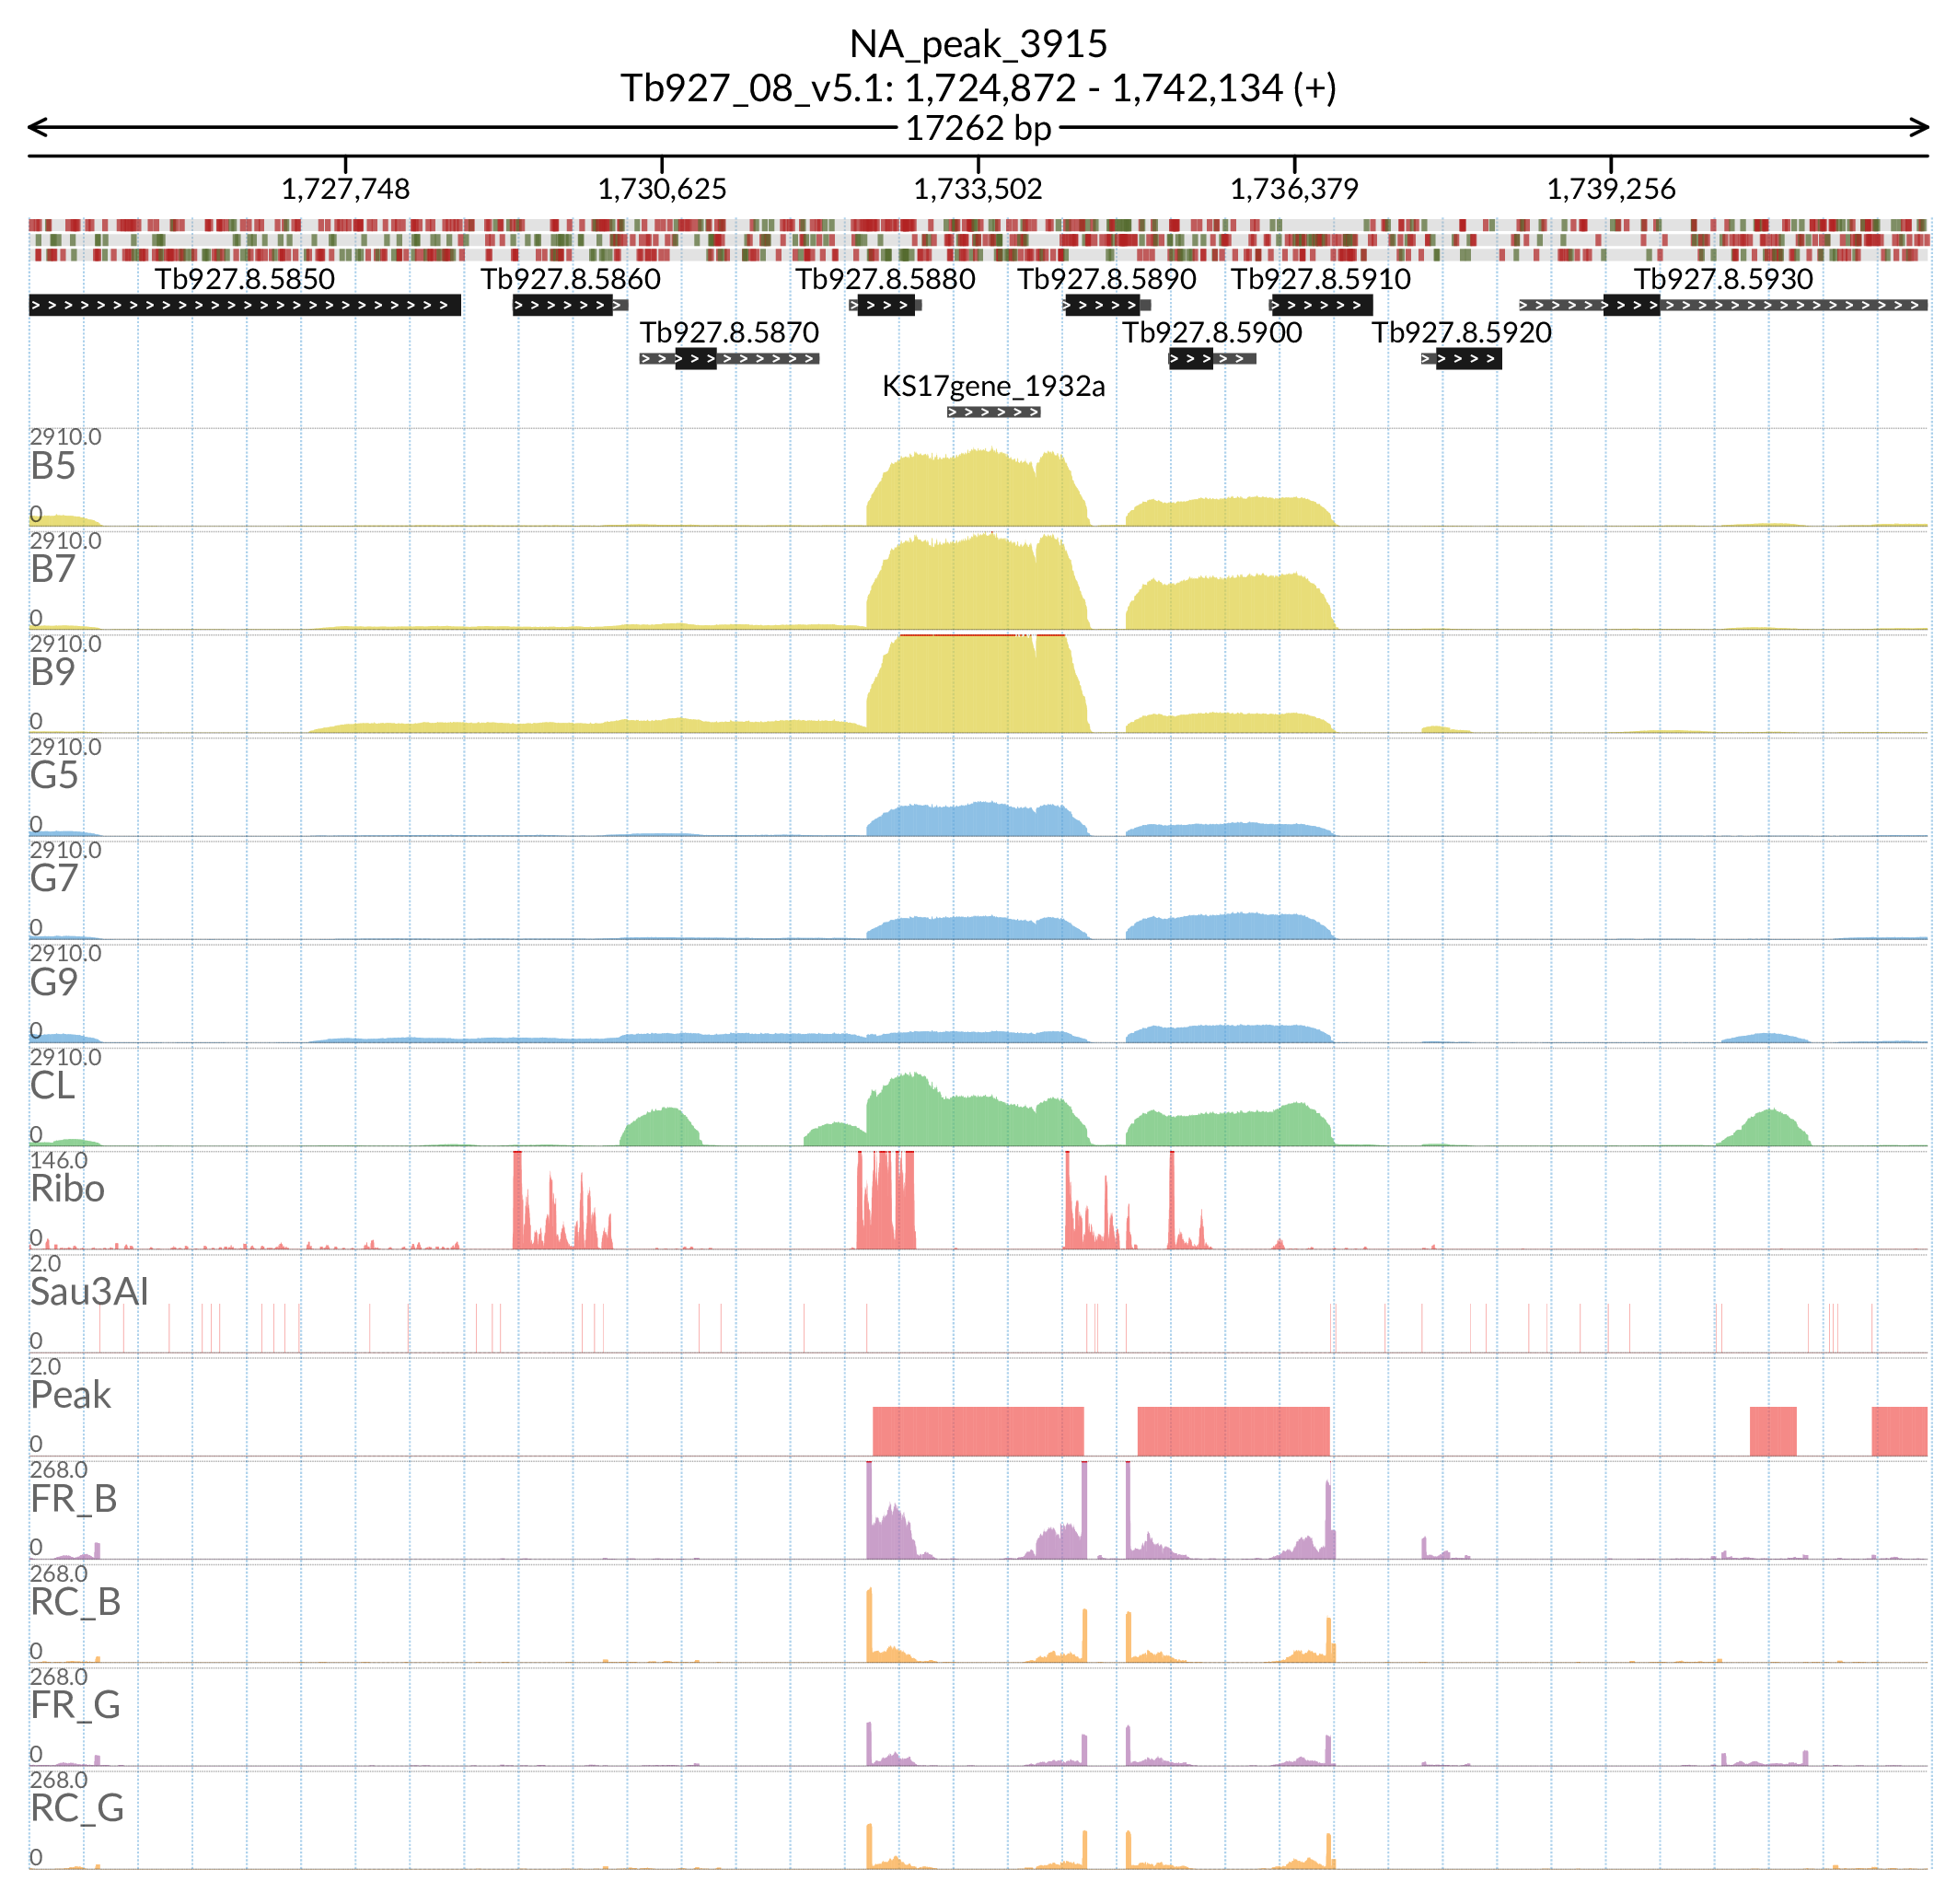 NA_peak_3915
Tb927_08_v5.1: 1,724,872 - 1,742,134 (+)
17262 bp
1,727,748 1,730,625 1,733,502 1,736,379 1,739,256
Tb927.8.5850 Tb927.8.5860 Tb927.8.5880 Tb927.8.5890 Tb927.8.5910 Tb927.8.5930
Tb927.8.5870 Tb927.8.5900 Tb927.8.5920
KS17gene_1932a
2910.0
B5
0
2910.0
B7
0
2910.0
B9
0
2910.0
G5
0
2910.0
G7
0
2910.0
G9
0
2910.0
CL
0
146.0
Ribo
0
2.0
Sau3AI
0
2.0
Peak
0
268.0
FR_B
0
268.0
RC_B
0
268.0
FR_G
0
268.0
RC_G
0